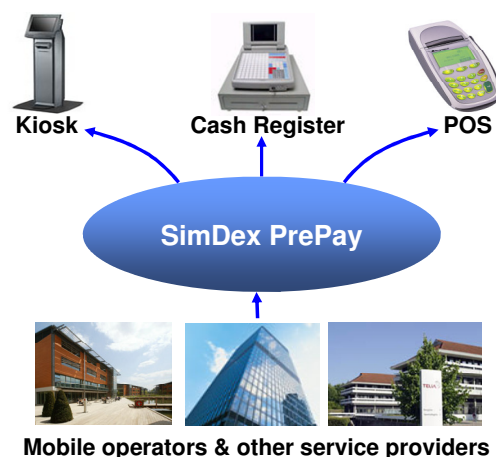 Kiosk
Cash Register
POS
SimDex PrePay
Mobile operators & other service providers